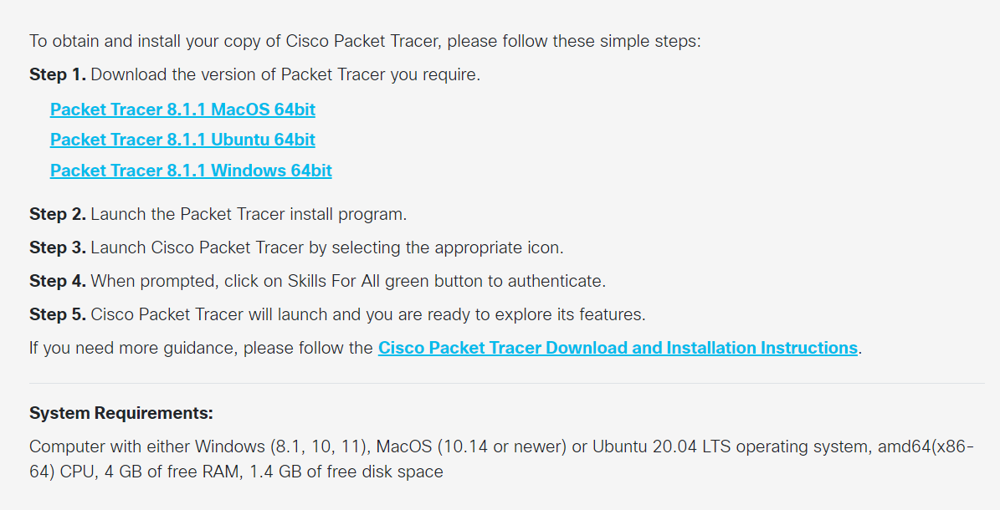 To obtain and install your copy of Cisco Packet Tracer, please follow these simple steps:
Step 1. Download the version of Packet Tracer you require.
Packet Tracer 8.1.1 MacOS 64bit
Packet Tracer 8.1.1 Ubuntu 64bit
Packet Tracer 8.1.1 Windows 64bit
Step 2. Launch the Packet Tracer install program.
Step 3. Launch Cisco Packet Tracer by selecting the appropriate icon.
Step 4. When prompted, click on Skills For All green button to authenticate.
Step 5. Cisco Packet Tracer will launch and you are ready to explore its features.
If you need more guidance, please follow the Cisco Packet Tracer Download and Installation Instructions.
System Requirements:
Computer with either Windows (8.1, 10, 11), MacOS (10.14 or newer) or Ubuntu 20.04 LTS operating system, amd64(x86-
64) CPU, 4 GB of free RAM, 1.4 GB of free disk space